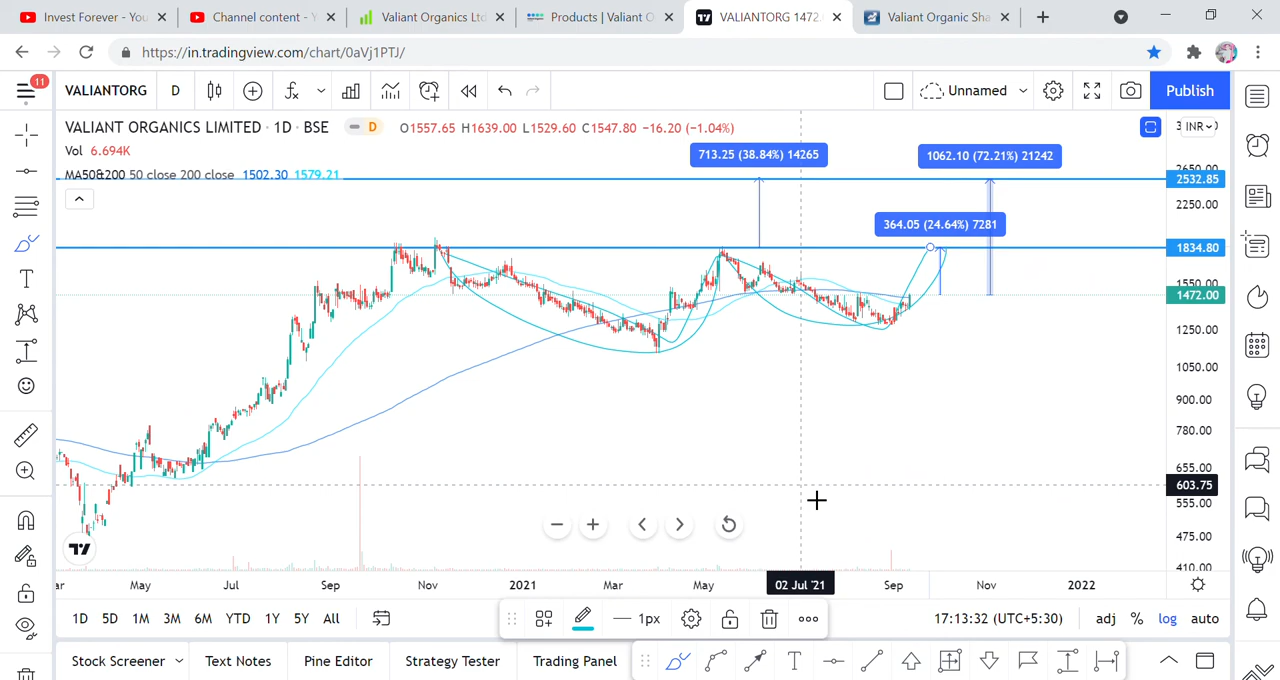 Invest Forever - You
Channel content - Y
Valiant Organics Ltd
Products | Valiant O
VALIANTORG 1472.
Valiant Organic Sha
https://in.tradingview.com/chart/0aVj1PTJ/
11
VALIANTORG
D
Unnamed
Publish
VALIANT ORGANICS LIMITED · 1D · BSE
D
O1557.65 H1639.00 L1529.60 C1547.80 −16.20 (−1.04%)
INR
Vol 6.694K
713.25 (38.84%) 14265
1062.10 (72.21%) 21242
2650.00
MA50&200 50 close 200 close 1502.30 1579.21
2532.85
2250.00
364.05 (24.64%) 7281
1834.80
1550.00
1472.00
1250.00
1050.00
900.00
780.00
655.00
603.75
555.00
475.00
410.00
May
Jul
Sep
Nov
2021
Mar
May
02 Jul '21
Sep
Nov
2022
1D
5D
1M
3M
6M
YTD
1Y
5Y
All
1px
17:13:32 (UTC+5:30)
adj
%
log
auto
Stock Screener
Text Notes
Pine Editor
Strategy Tester
Trading Panel